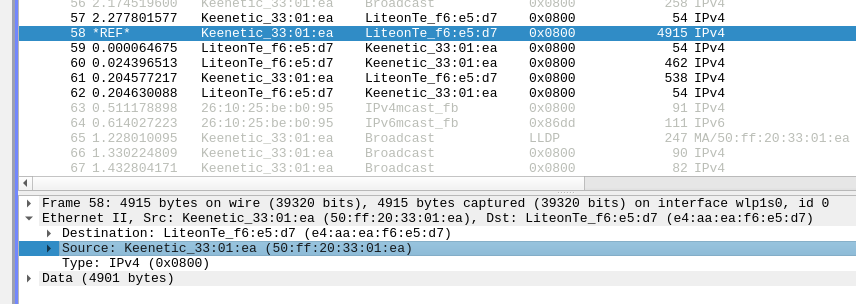 56 2.174519600 Keenetic_33:01:ea Broadcast 0x0800 258 IPv4
57 2.277801577 Keenetic_33:01:ea LiteonTe_f6:e5:d7 0x0800 54 IPv4
58 *REF* Keenetic_33:01:ea LiteonTe_f6:e5:d7 0x0800 4915 IPv4
59 0.000064675 LiteonTe_f6:e5:d7 Keenetic_33:01:ea 0x0800 54 IPv4
60 0.024396513 LiteonTe_f6:e5:d7 Keenetic_33:01:ea 0x0800 462 IPv4
61 0.204577217 Keenetic_33:01:ea LiteonTe_f6:e5:d7 0x0800 538 IPv4
62 0.204630088 LiteonTe_f6:e5:d7 Keenetic_33:01:ea 0x0800 54 IPv4
63 0.511178898 26:10:25:be:b0:95 IPv4mcast_fb 0x0800 91 IPv4
64 0.614027223 26:10:25:be:b0:95 IPv6mcast_fb 0x86dd 111 IPv6
65 1.228010095 Keenetic_33:01:ea Broadcast LLDP 247 MA/50:ff:20:33:01:ea
66 1.330224809 Keenetic_33:01:ea Broadcast 0x0800 90 IPv4
67 1.432804171 Keenetic_33:01:ea Broadcast 0x0800 82 IPv4
Frame 58: 4915 bytes on wire (39320 bits), 4915 bytes captured (39320 bits) on interface wlp1s0, id 0
Ethernet II, Src: Keenetic_33:01:ea (50:ff:20:33:01:ea), Dst: LiteonTe_f6:e5:d7 (e4:aa:ea:f6:e5:d7)
Destination: LiteonTe_f6:e5:d7 (e4:aa:ea:f6:e5:d7)
Source: Keenetic_33:01:ea (50:ff:20:33:01:ea)
Type: IPv4 (0x0800)
Data (4901 bytes)